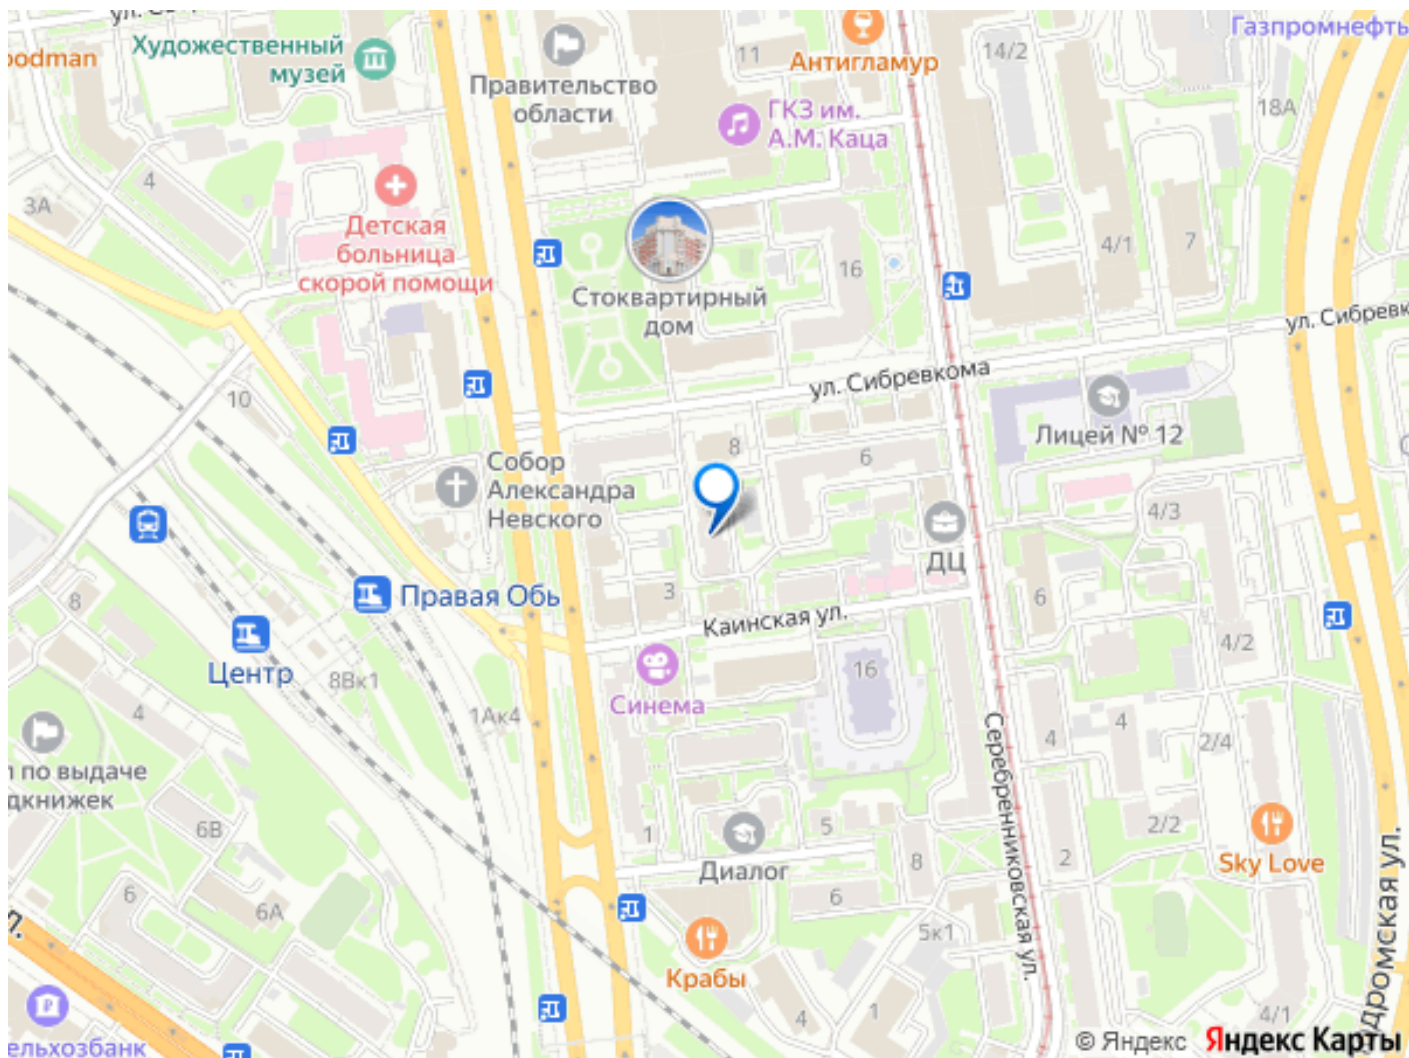 Художественный
музей
Правительство
области
11
Антигламур
14/2
Газпромнефть
18А
ГКЗ им.
А.М. Каца
4
3А
Детская
больница
скорой помощи
Стоквартирный
дом
16
4/1
7
ул. Сибревк
ул. Сибревкома
10
Лицей № 12
8
6
Собор
Александра
Невского
4/3
ДЦ
Правая Обь
3
6
8
Каинская ул.
Центр
8Вк1
4/2
16
Синема
1Ак4
4
4
4
2/4
Серебренниковская ул.
п по выдаче
дкнижек
6В
1
Диалог
5
8
2
2/2
Sky Love
6
6А
6
5к1
Крабы
4
1
4/1
дромская ул.
ельхозбанк
© Яндекс Яндекс Карты